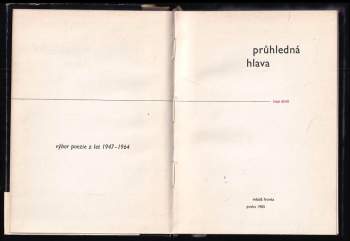 výbor poezie z let 1947–1964
průhledná
hlava
mladá fronta
praha 1965